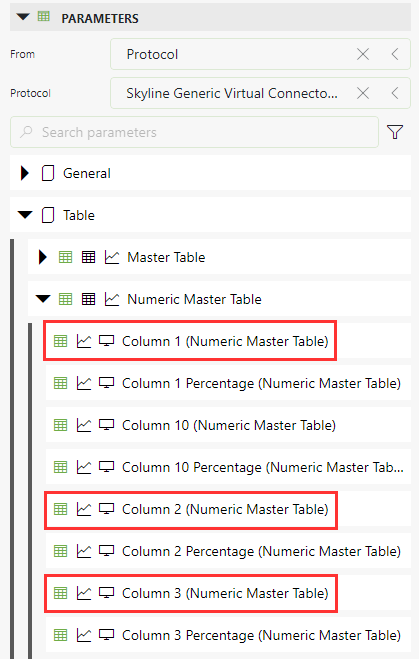 PARAMETERS
From
Protocol
Protocol
Skyline Generic Virtual Connecto...
Search parameters
General
Table
Master Table
Numeric Master Table
Column 1 (Numeric Master Table)
Column 1 Percentage (Numeric Master Table)
Column 10 (Numeric Master Table)
Column 10 Percentage (Numeric Master Tab...
Column 2 (Numeric Master Table)
Column 2 Percentage (Numeric Master Table)
Column 3 (Numeric Master Table)
Column 3 Percentage (Numeric Master Table)